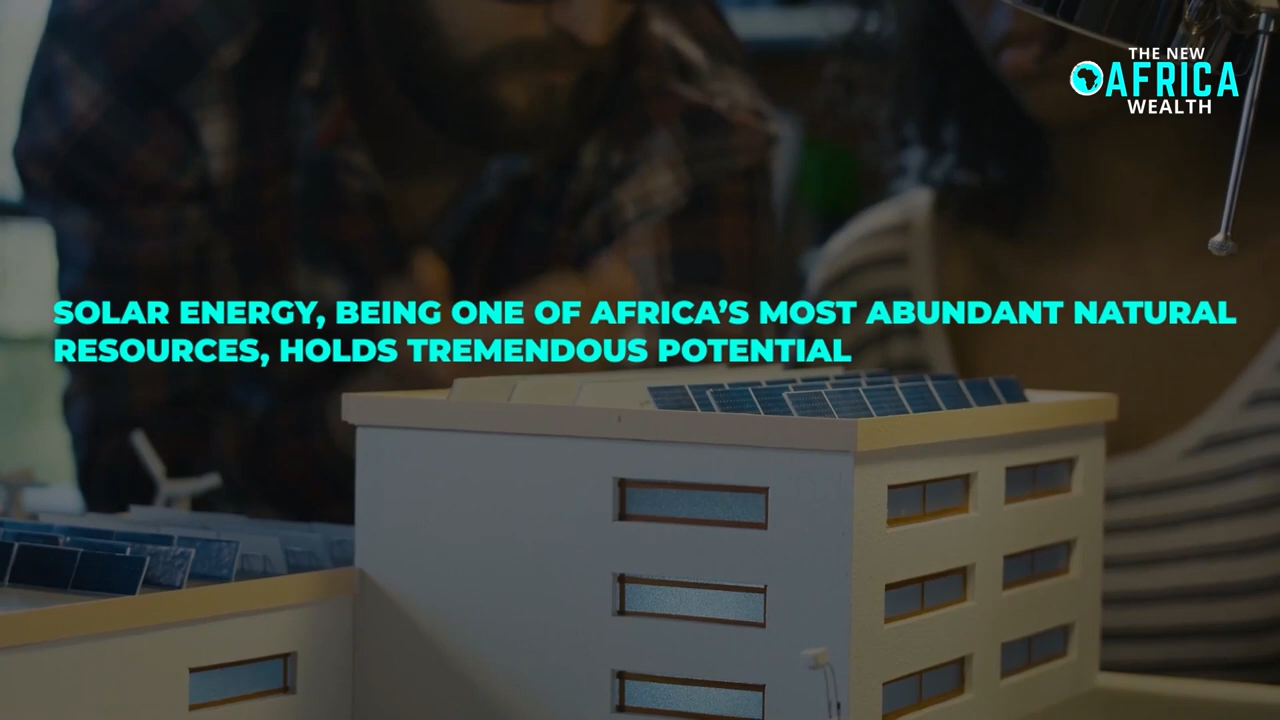 THE NEW
AFRICA
WEALTH
SOLAR ENERGY, BEING ONE OF AFRICA’S MOST ABUNDANT NATURAL
RESOURCES, HOLDS TREMENDOUS POTENTIAL